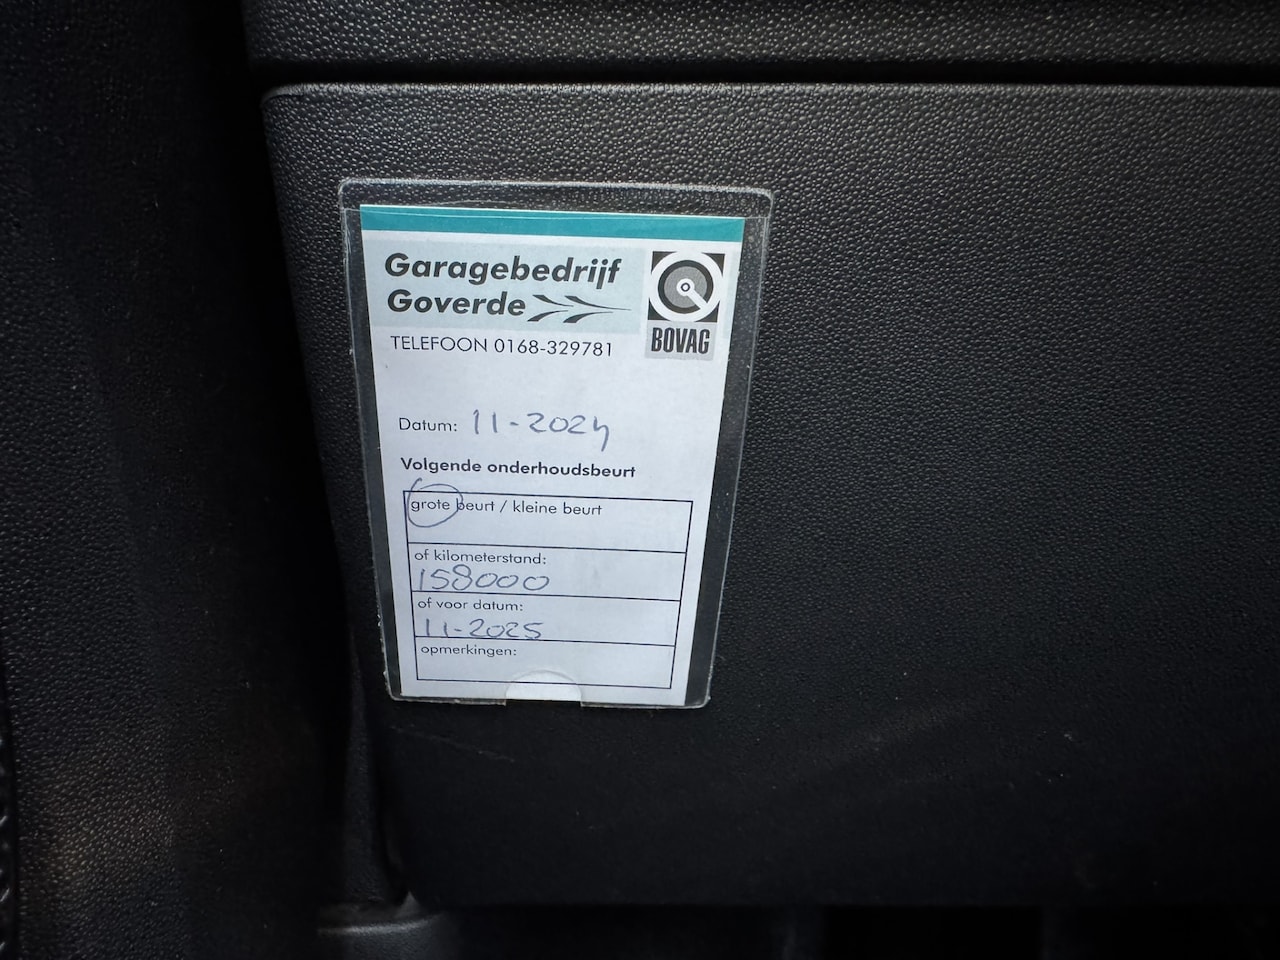 Garagebedrijf
Goverde
BOVAG
TELEFOON 0168-329781
Datum: 11-2024
Volgende onderhoudsbeurt
grote beurt / kleine beurt
of kilometerstand:
158000
of voor datum:
11-2025
opmerkingen: